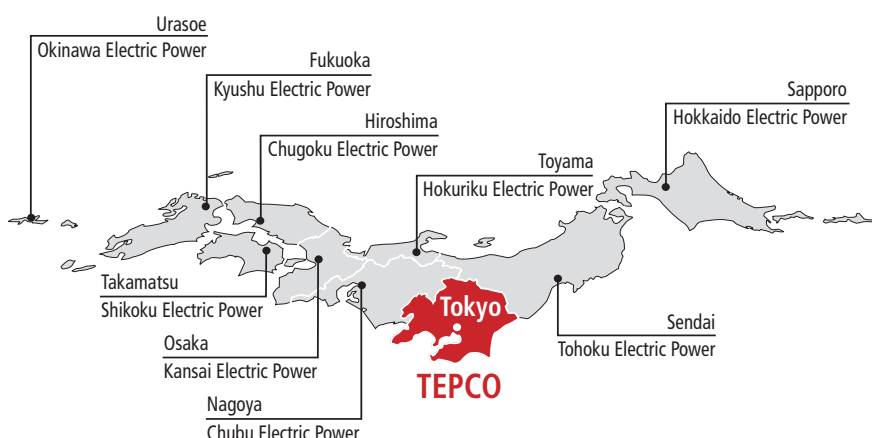 Urasoe
Okinawa Electric Power
Fukuoka
Kyushu Electric Power
Hiroshima
Chugoku Electric Power
Toyama
Hokuriku Electric Power
Sapporo
Hokkaido Electric Power
Takamatsu
Shikoku Electric Power
Osaka
Kansai Electric Power
Nagoya
Chubu Electric Power
Tokyo
TEPCO
Sendai
Tohoku Electric Power